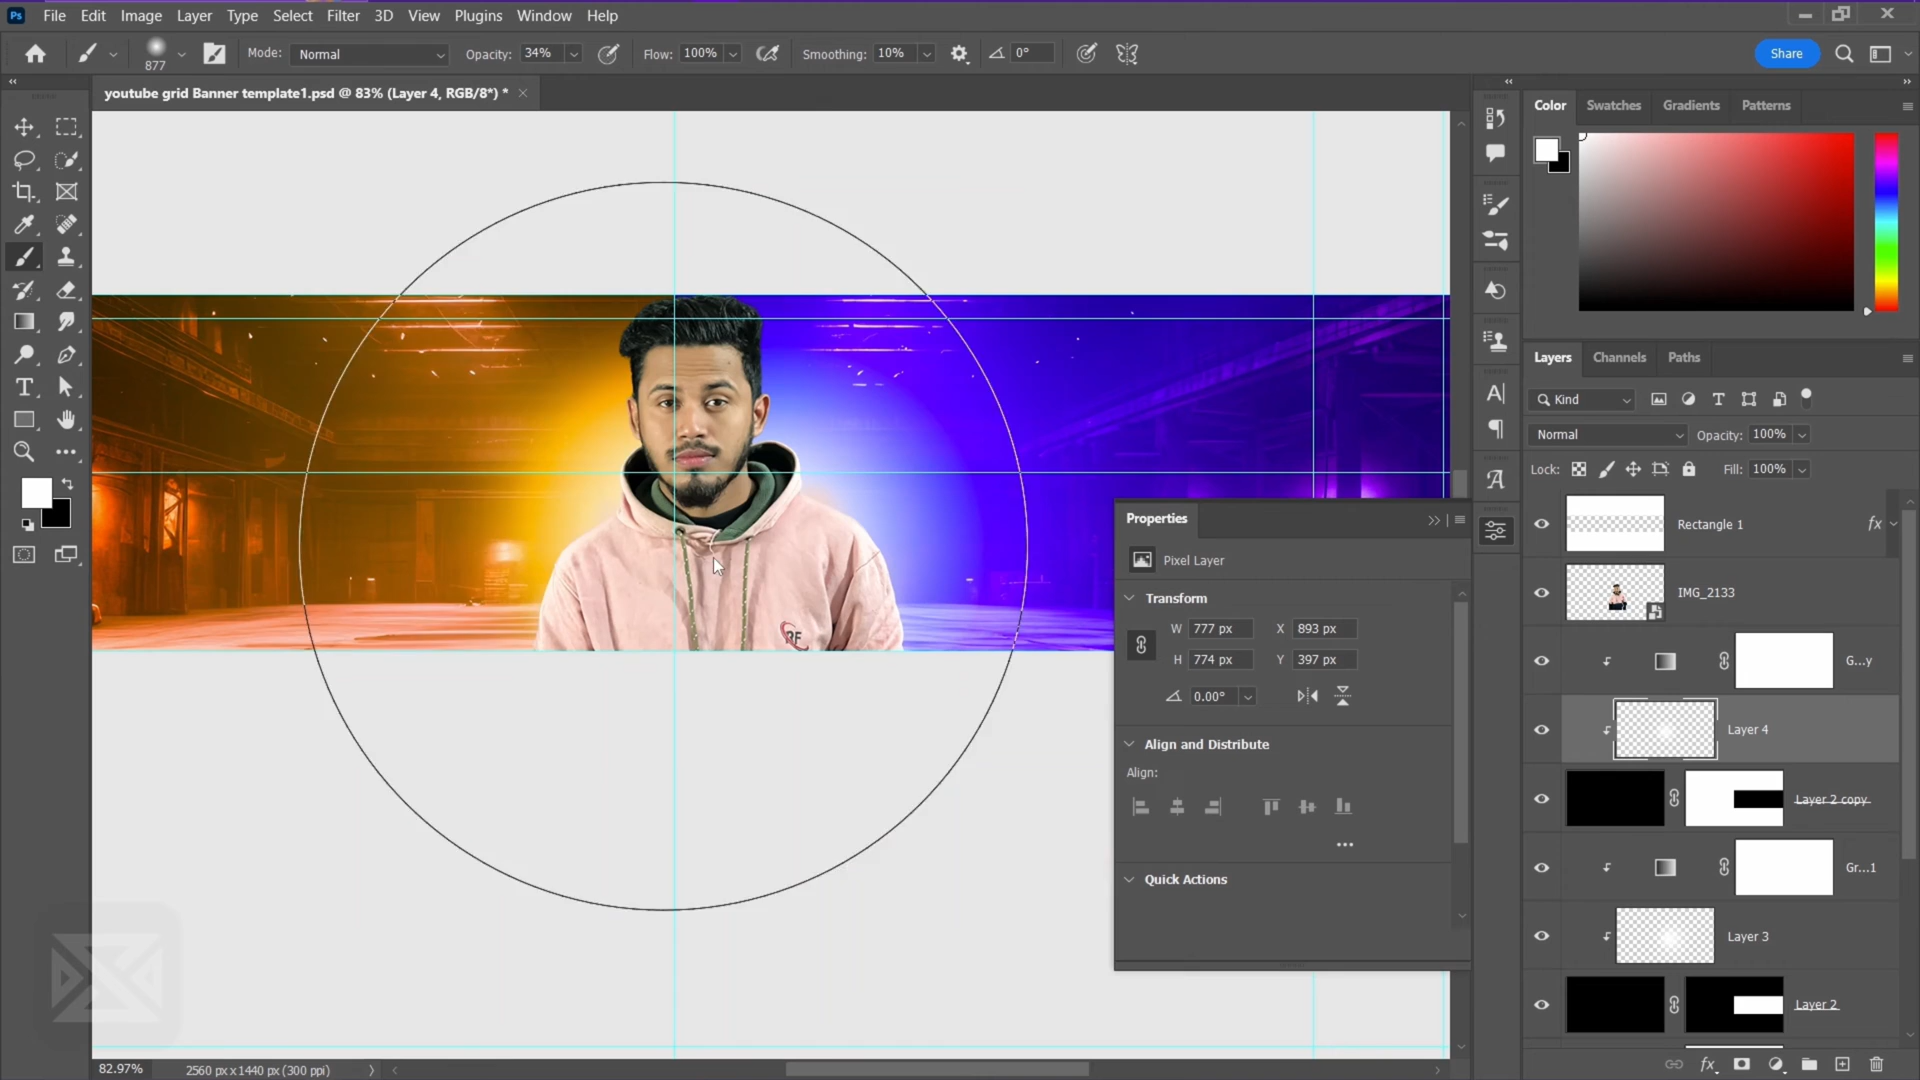 Ps File Edit Image Layer Type Select Filter 3D View Plugins Window Help
877 Mode: Normal Opacity: 34% Flow: 100% Smoothing: 10% 0° Share
youtube grid Banner template1.psd @ 83% (Layer 4, RGB/8*) *
Color Swatches Gradients Patterns
Layers Channels Paths
Kind
Normal Opacity: 100%
Lock: Fill: 100%
Rectangle 1 fx
IMG_2133
G...y
Layer 4
Layer 2 copy
Gr...1
Layer 3
Layer 2
fx
Properties
Pixel Layer
Transform
W 777 px X 893 px
H 774 px Y 397 px
0.00°
Align and Distribute
Align:
Quick Actions
RF
82.97% 2560 px x 1440 px (300 ppi)